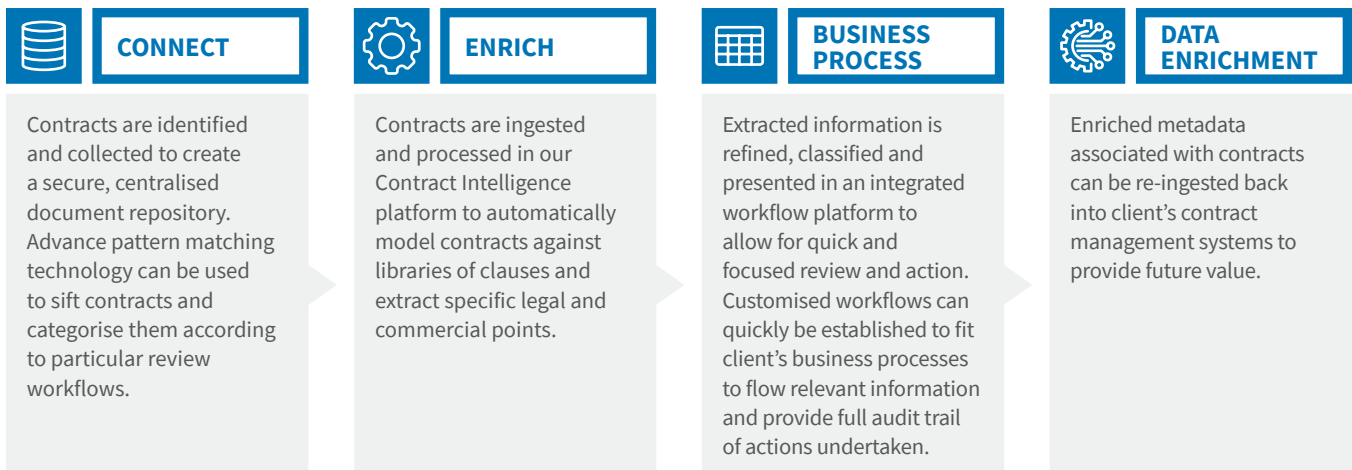 CONNECT
Contracts are identified
and collected to create
a secure, centralised
document repository.
Advance pattern matching
technology can be used
to sift contracts and
categorise them according
to particular review
workflows.
ENRICH
Contracts are ingested
and processed in our
Contract Intelligence
platform to automatically
model contracts against
libraries of clauses and
extract specific legal and
commercial points.
BUSINESS
PROCESS
Extracted information is
refined, classified and
presented in an integrated
workflow platform to
allow for quick and
focused review and action.
Customised workflows can
quickly be established to fit
client’s business processes
to flow relevant information
and provide full audit trail
of actions undertaken.
DATA
ENRICHMENT
Enriched metadata
associated with contracts
can be re-ingested back
into client’s contract
management systems to
provide future value.